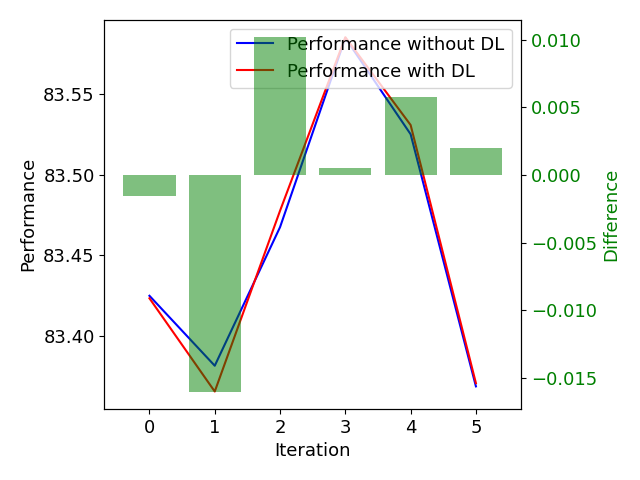 Performance without DL
Performance with DL
83.55
83.50
83.45
83.40
Performance
0.010
0.005
0.000
−0.005
−0.010
−0.015
Difference
0 1 2 3 4 5
Iteration